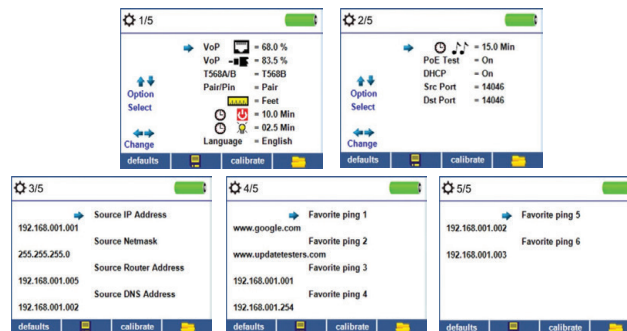 1/5
VoP = 68.0 %
VoP = 83.5 %
T568A/B = T568B
Pair/Pin = Pair
= Feet
= 10.0 Min
= 02.5 Min
Language = English
Option
Select
Change
defaults calibrate
2/5
= 15.0 Min
PoE Test = On
DHCP = On
Src Port = 14046
Dst Port = 14046
Option
Select
Change
defaults calibrate
3/5
Source IP Address
192.168.001.001
Source Netmask
255.255.255.0
Source Router Address
192.168.001.005
Source DNS Address
192.168.001.002
defaults calibrate
4/5
Favorite ping 1
www.google.com
Favorite ping 2
www.updatetesters.com
Favorite ping 3
192.168.001.001
Favorite ping 4
192.168.001.254
defaults calibrate
5/5
Favorite ping 5
192.168.001.002
Favorite ping 6
192.168.001.003
defaults calibrate